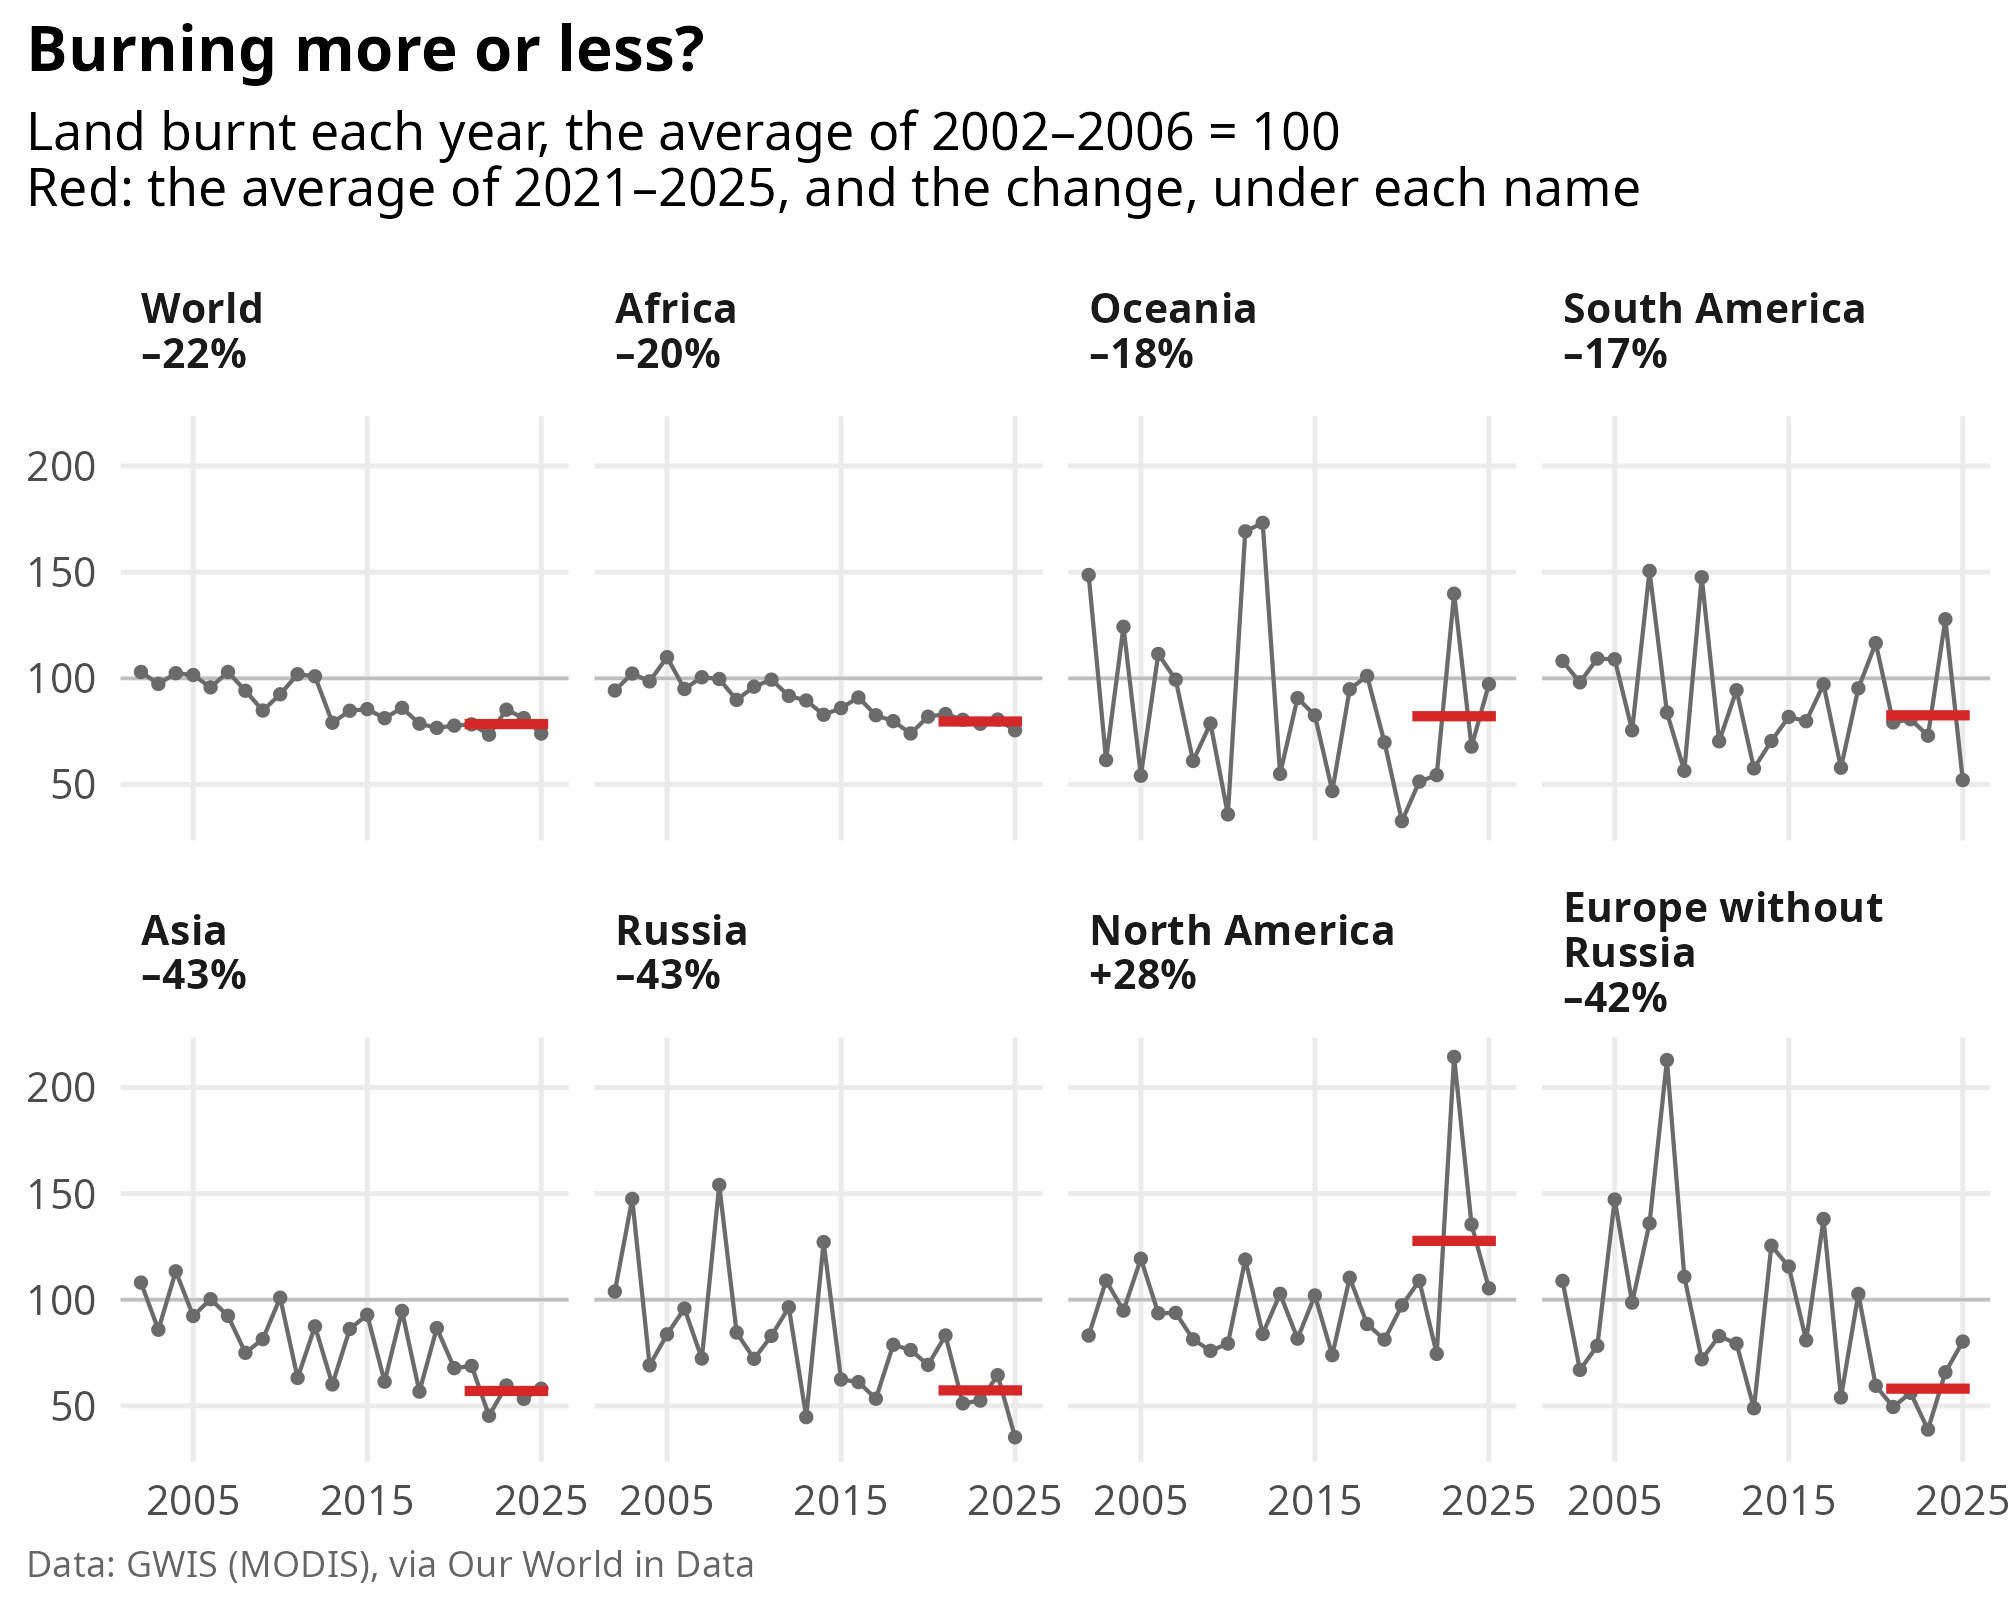 Burning more or less?
Land burnt each year, the average of 2002–2006 = 100
Red: the average of 2021–2025, and the change, under each name
World
–22%
Africa
–20%
Oceania
–18%
South America
–17%
200
150
100
50
Asia
–43%
Russia
–43%
North America
+28%
Europe without
Russia
–42%
200
150
100
50
2005 2015 2025 2005 2015 2025 2005 2015 2025 2005 2015 2025
Data: GWIS (MODIS), via Our World in Data